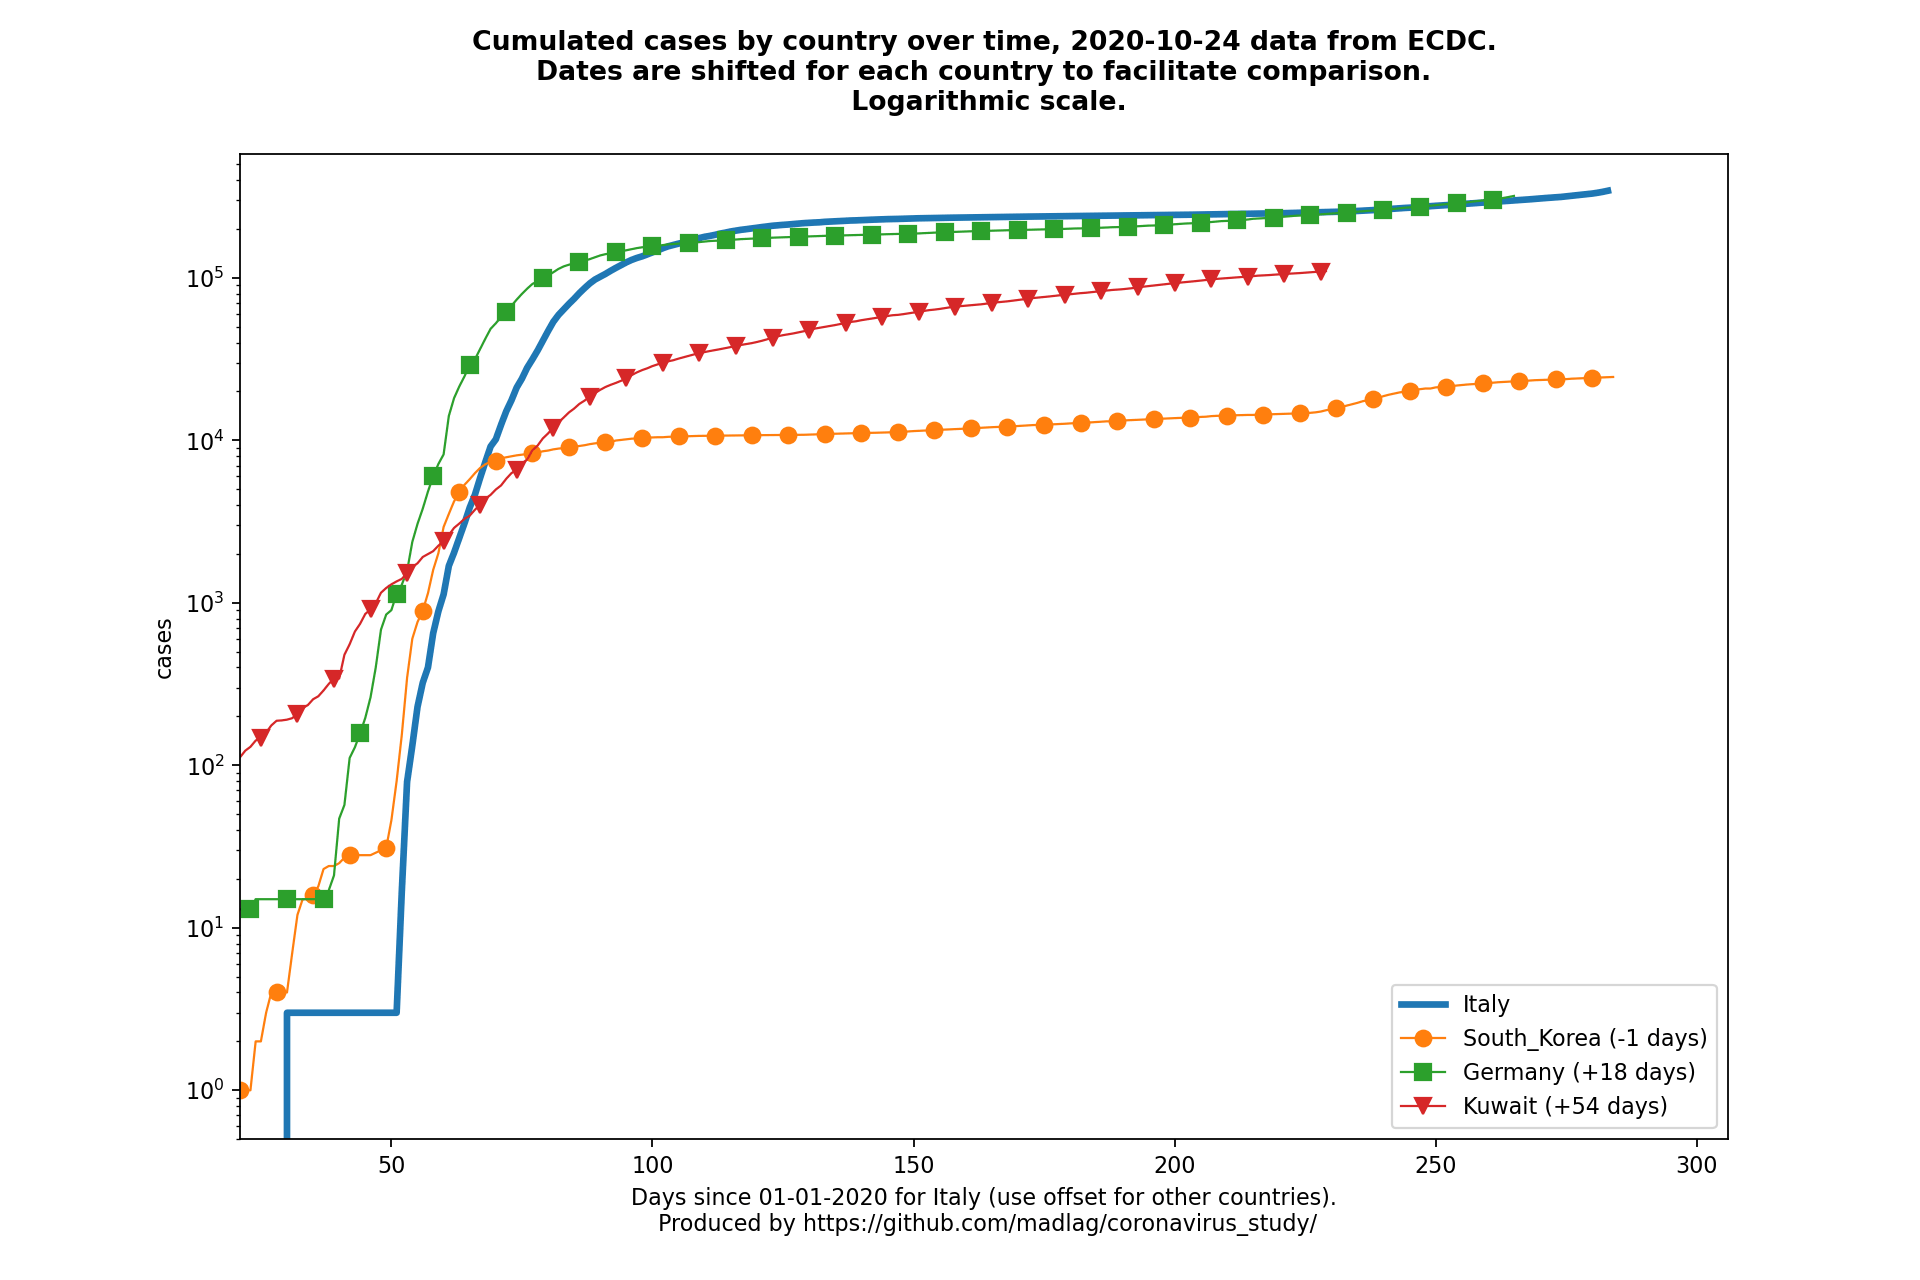 Cumulated cases by country over time, 2020-10-24 data from ECDC.
Dates are shifted for each country to facilitate comparison.
Logarithmic scale.
cases
10^5
10^4
10^3
10^2
10^1
10^0
50 100 150 200 250 300
Italy
South_Korea (-1 days)
Germany (+18 days)
Kuwait (+54 days)
Days since 01-01-2020 for Italy (use offset for other countries).
Produced by https://github.com/madlag/coronavirus_study/